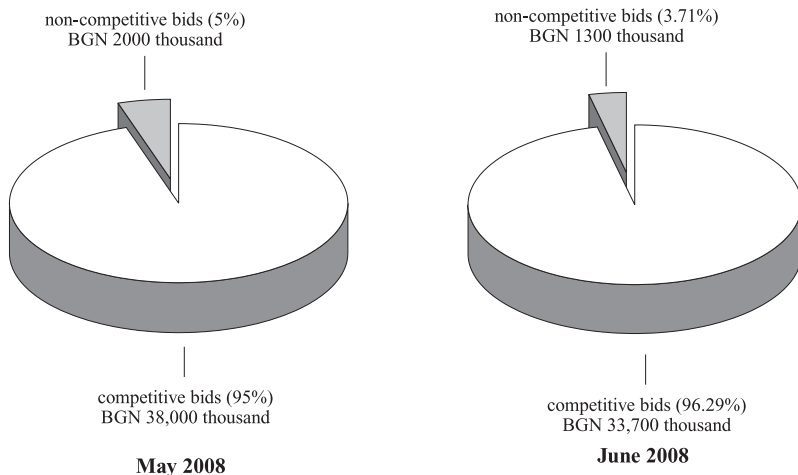 non-competitive bids (5%)
BGN 2000 thousand
competitive bids (95%)
BGN 38,000 thousand
May 2008
non-competitive bids (3.71%)
BGN 1300 thousand
competitive bids (96.29%)
BGN 33,700 thousand
June 2008